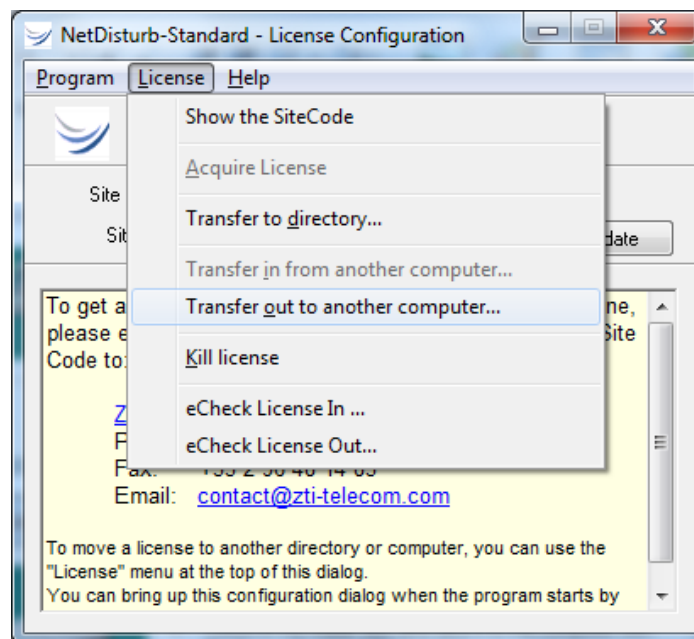 NetDisturb-Standard - License Configuration
Program License Help
Show the SiteCode
Acquire License
Site
Transfer to directory...
Sit date
Transfer in from another computer...
To get a ne,
Transfer out to another computer...
please e Site
Code to:
Kill license
eCheck License In ...
Z
eCheck License Out...
F
Email: contact@zti-telecom.com
To move a license to another directory or computer, you can use the
"License" menu at the top of this dialog.
You can bring up this configuration dialog when the program starts by